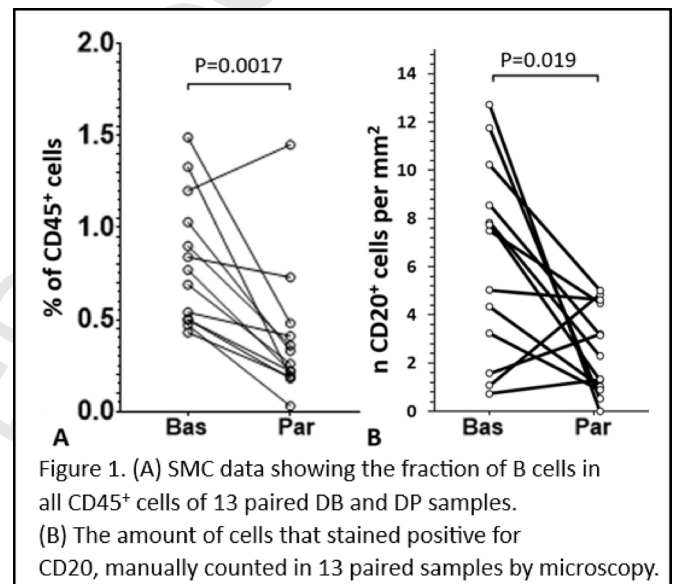 2.0
1.5
1.0
0.5
0.0
% of CD45⁺ cells
P=0.0017
Bas
Par
A
14
12
10
8
6
4
2
0
n CD20⁺ cells per mm²
P=0.019
Bas
Par
B
Figure 1. (A) SMC data showing the fraction of B cells in
all CD45⁺ cells of 13 paired DB and DP samples.
(B) The amount of cells that stained positive for
CD20, manually counted in 13 paired samples by microscopy.